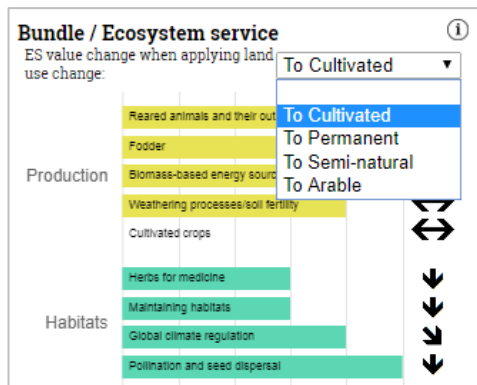 Bundle / Ecosystem service
i
ES value change when applying land
use change:
To Cultivated
To Cultivated
To Permanent
To Semi-natural
To Arable
Production
Reared animals and their out
Fodder
Biomass-based energy sourc
Weathering processes/soil fertility
Cultivated crops
Habitats
Herbs for medicine
Maintaining habitats
Global climate regulation
Pollination and seed dispersal